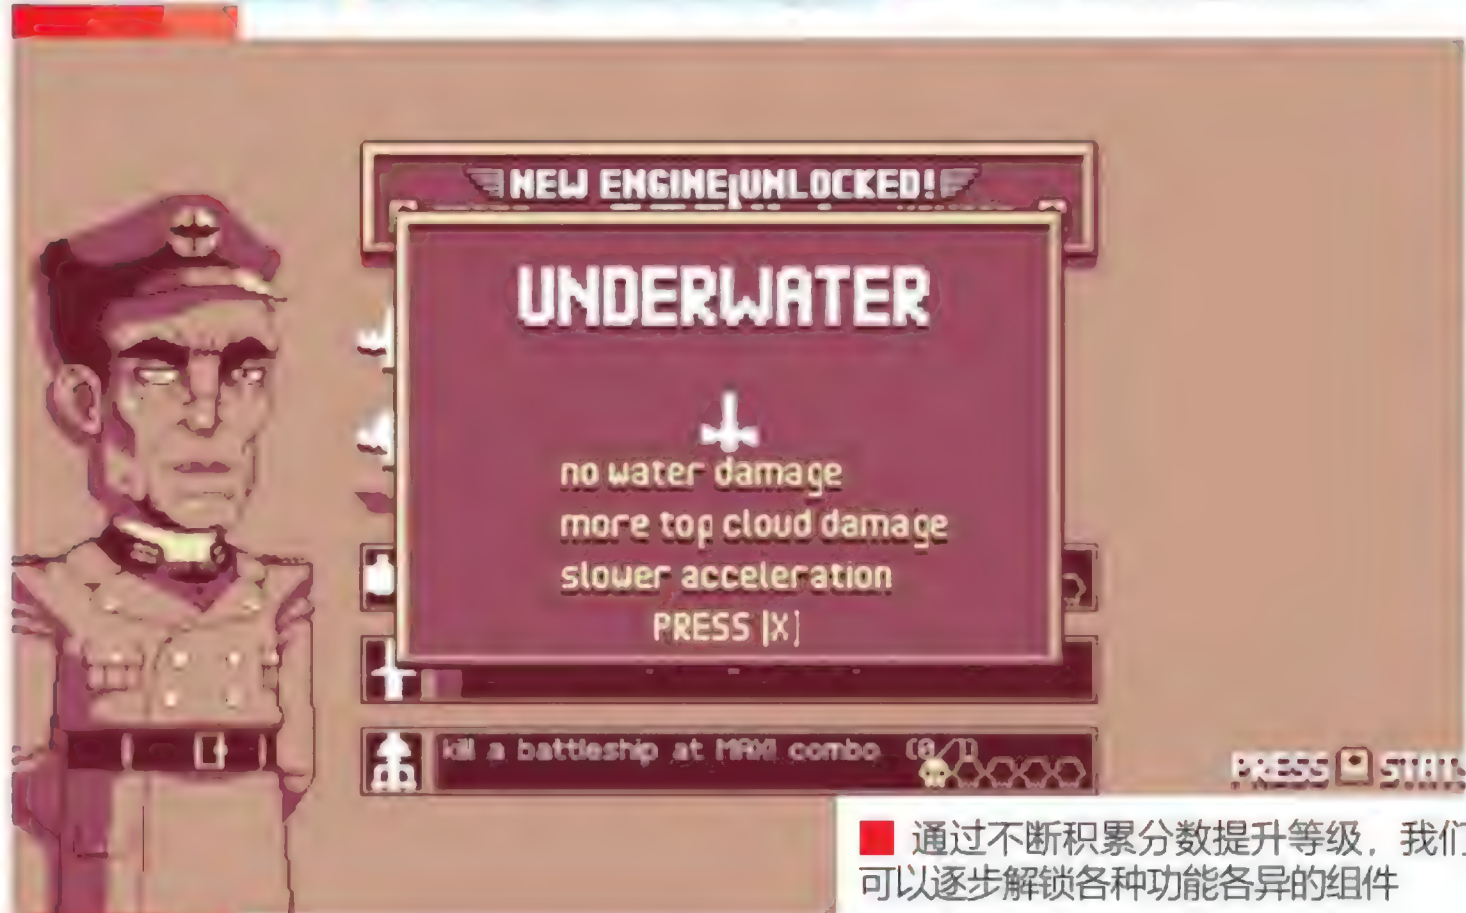 NEW ENGINE UNLOCKED!
UNDERWATER
no water damage
more top cloud damage
slower acceleration
PRESS [X]
kill a battleship at MAXI combo (0/1)
PRESS STATS
通过不断积累分数提升等级，我们
可以逐步解锁各种功能各异的组件